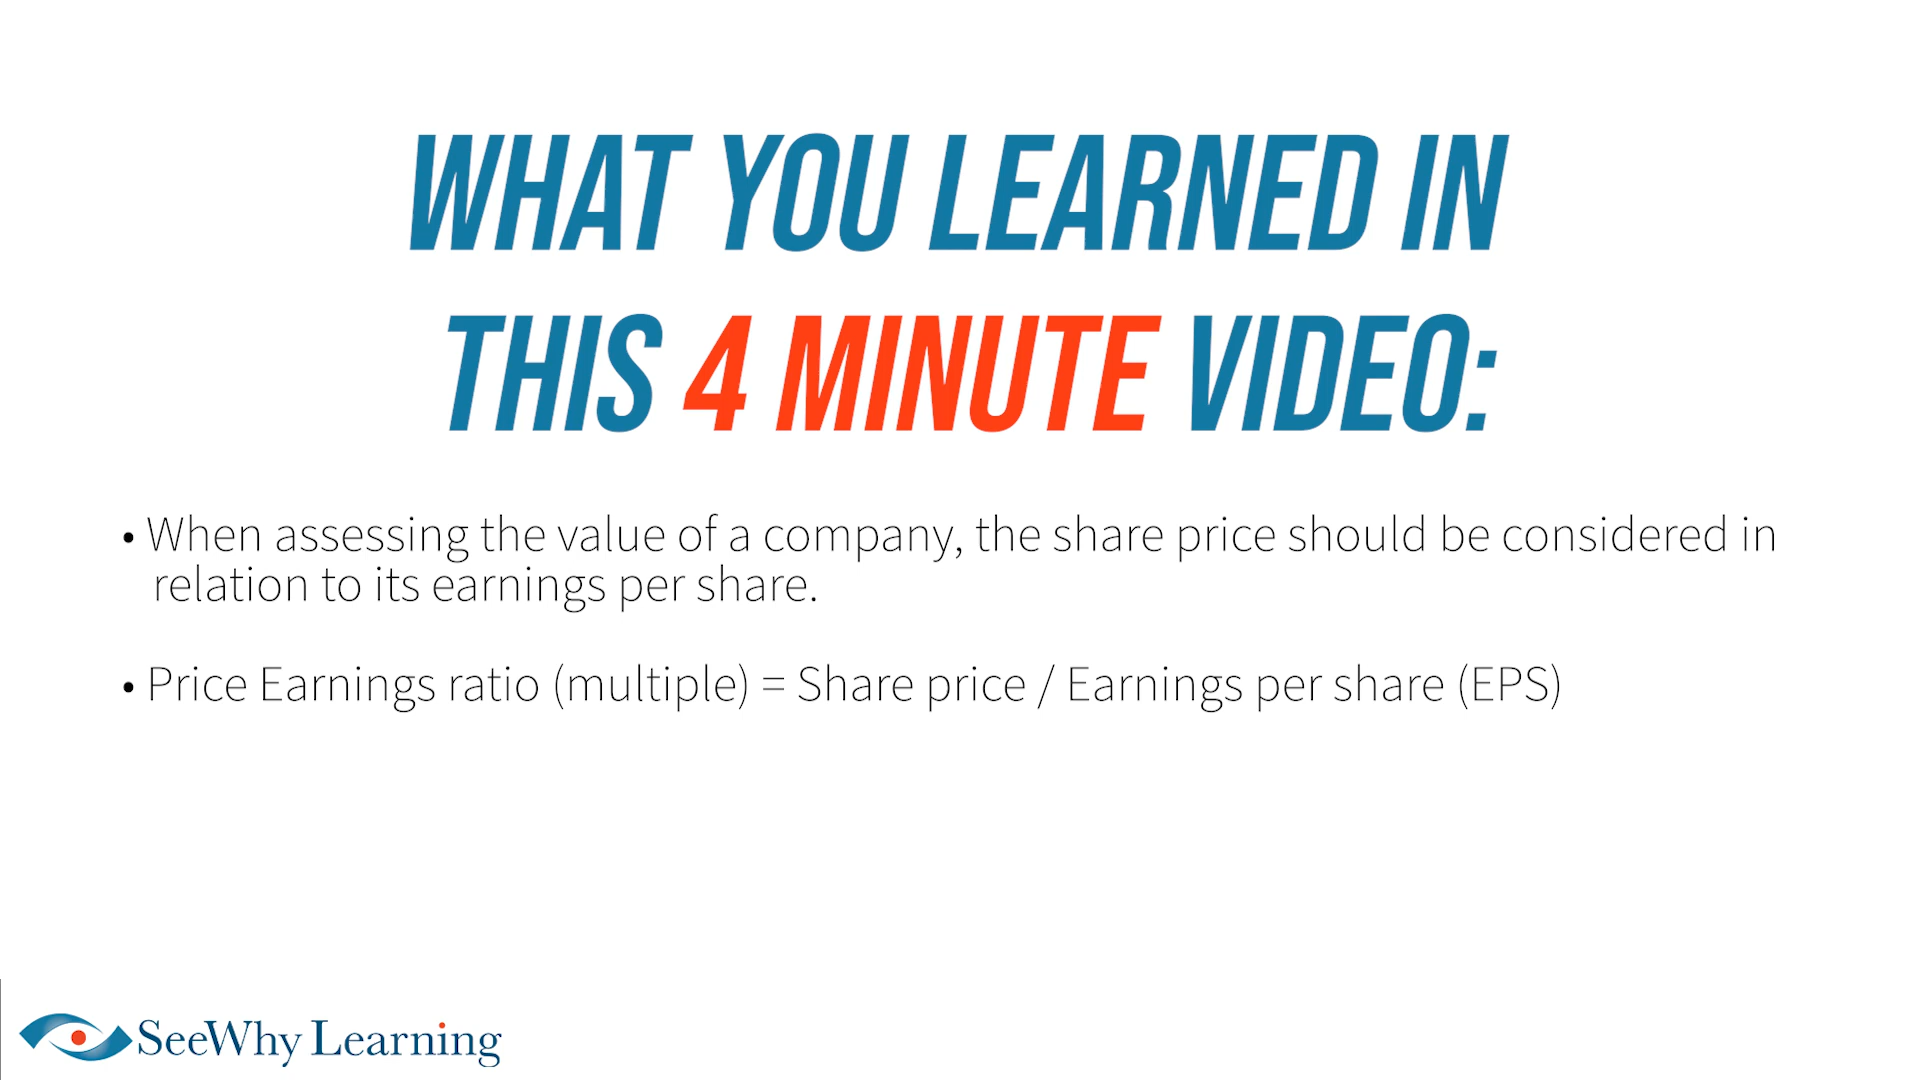 WHAT YOU LEARNED IN
THIS 4 MINUTE VIDEO:
• When assessing the value of a company, the share price should be considered in
relation to its earnings per share.
• Price Earnings ratio (multiple) = Share price / Earnings per share (EPS)
SeeWhy Learning